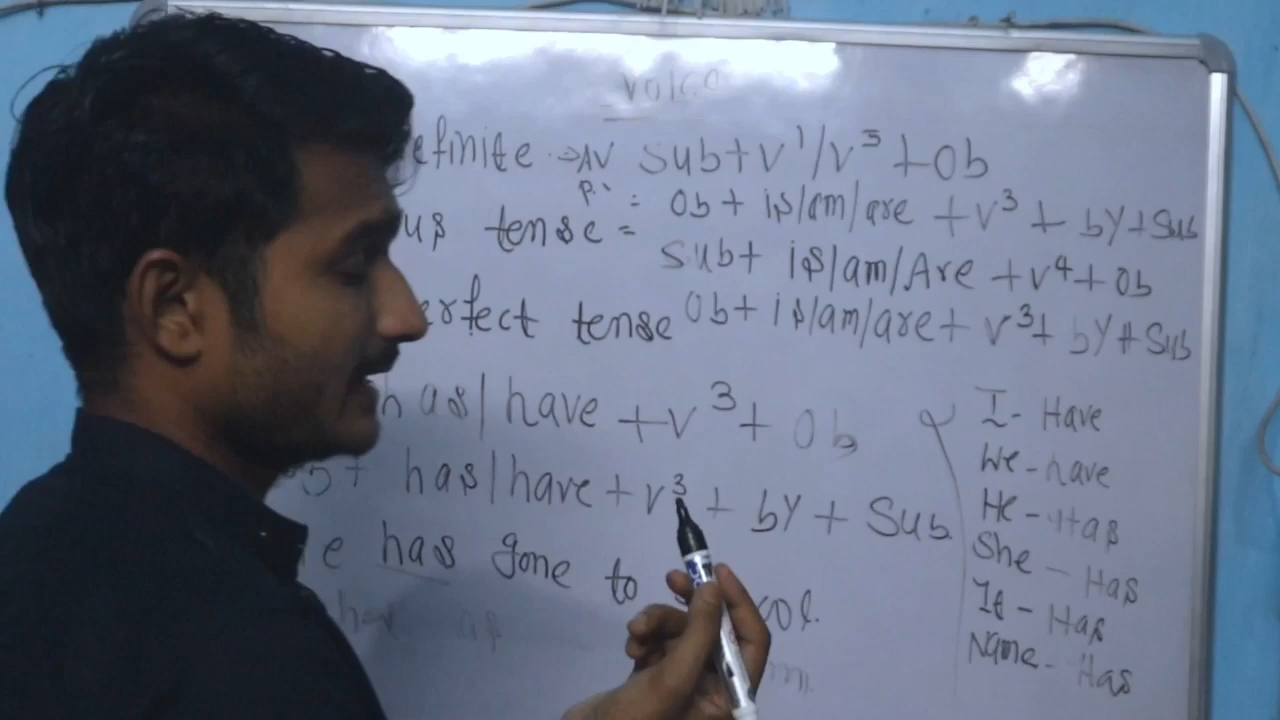 Voice
efinite → AV Sub+V¹/V⁵+Ob
P. = Ob+ is/am/are +V³ + by+Sub
us tense =
Sub+ is/am/Are +V⁴+Ob
erfect tense Ob+ is/am/are+ V³+ by+Sub
has/have +V³+ Ob
+ has/have +V³ + by + Sub
e has gone to
I - Have
We - have
He - Has
She - Has
It - Has
Name - Has